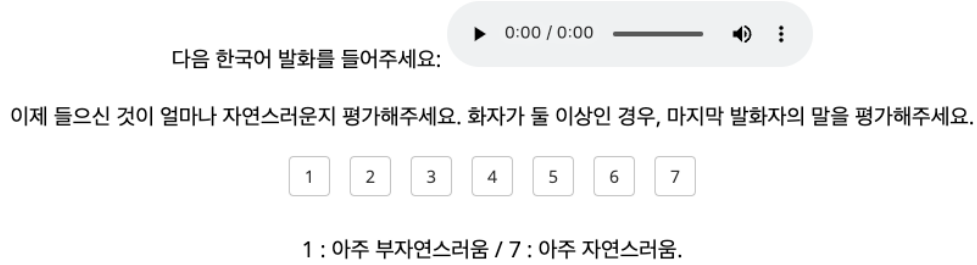 다음 한국어 발화를 들어주세요: 0:00 / 0:00
이제 들으신 것이 얼마나 자연스러운지 평가해주세요. 화자가 둘 이상인 경우, 마지막 발화자의 말을 평가해주세요.
1 2 3 4 5 6 7
1 : 아주 부자연스러움 / 7 : 아주 자연스러움.